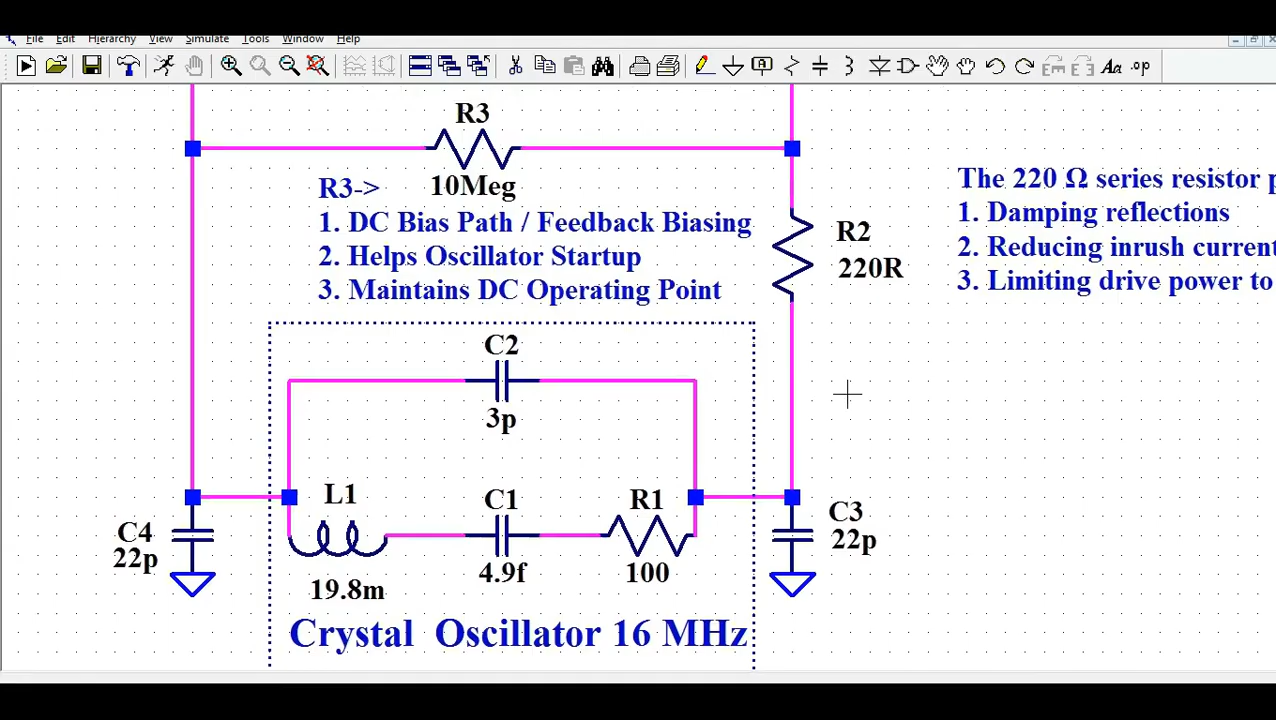 File Edit Hierarchy View Simulate Tools Window Help
Aa .op
R3
10Meg
R3->
1. DC Bias Path / Feedback Biasing
2. Helps Oscillator Startup
3. Maintains DC Operating Point
R2
220R
The 220 Ω series resistor p
1. Damping reflections
2. Reducing inrush current
3. Limiting drive power to
C2
3p
L1
19.8m
C1
4.9f
R1
100
C4
22p
C3
22p
Crystal Oscillator 16 MHz